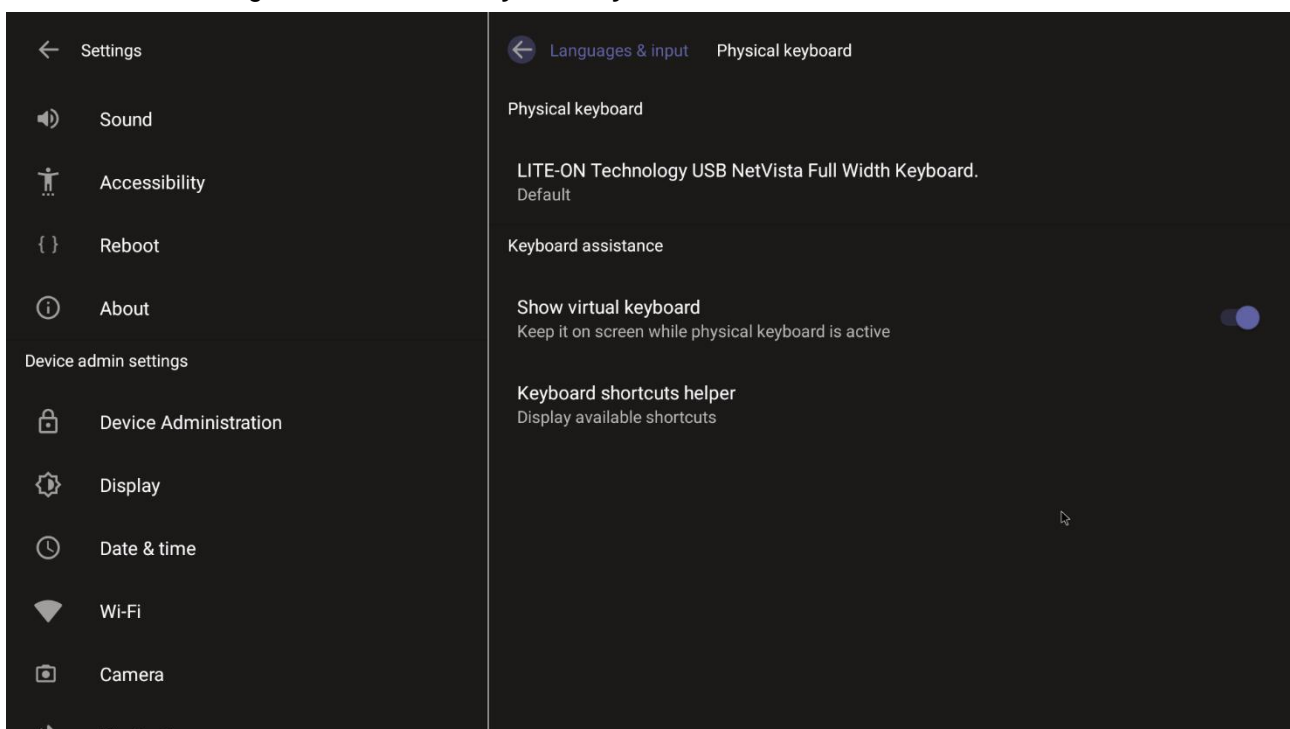 Settings
Sound
Accessibility
{ } Reboot
About
Device admin settings
Device Administration
Display
Date & time
Wi-Fi
Camera
Languages & input Physical keyboard
Physical keyboard
LITE-ON Technology USB NetVista Full Width Keyboard.
Default
Keyboard assistance
Show virtual keyboard
Keep it on screen while physical keyboard is active
Keyboard shortcuts helper
Display available shortcuts